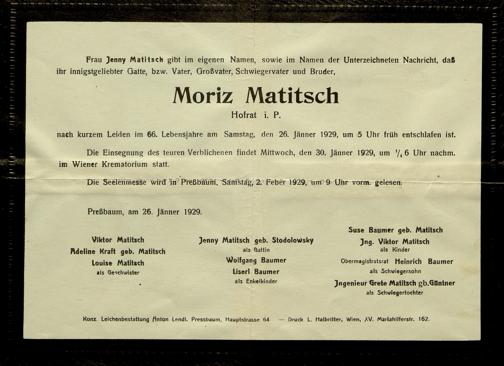 Frau Jenny Matitsch gibt im eigenen Namen, sowie im Namen der Unterzeichneten Nachricht, daß
ihr innigstgeliebter Gatte, bzw. Vater, Großvater, Schwiegervater und Bruder,
Moriz Matitsch
Hofrat i. P.
nach kurzem Leiden im 66. Lebensjahre am Samstag, den 26. Jänner 1929, um 5 Uhr früh entschlafen ist.
Die Einsegnung des teuren Verblichenen findet Mittwoch, den 30. Jänner 1929, um 6 Uhr nachm.
im Wiener Krematorium statt.
Die Seelenmesse wird in Preßbaum, Samstag, 2. Feber 1929, um 9 Uhr vorm. gelesen.
Preßbaum, am 26. Jänner 1929.
Viktor Matitsch
Adeline Kraft geb. Matitsch
Louise Matitsch
als Geschwister
Jenny Matitsch geb. Stodolowsky
als Gattin
Wolfgang Baumer
Liserl Baumer
als Enkelkinder
Suse Baumer geb. Matitsch
Jng. Viktor Matitsch
als Kinder
Obermagistratsrat Heinrich Baumer
als Schwiegersohn
Jngenieur Grete Matitsch gb. Güntner
als Schwiegertochter
Konz. Leichenbestattung Anton Lendl, Pressbaum, Hauptstrasse 64 — Druck L. Halbritter, Wien, XV. Mariahilferstr. 162.